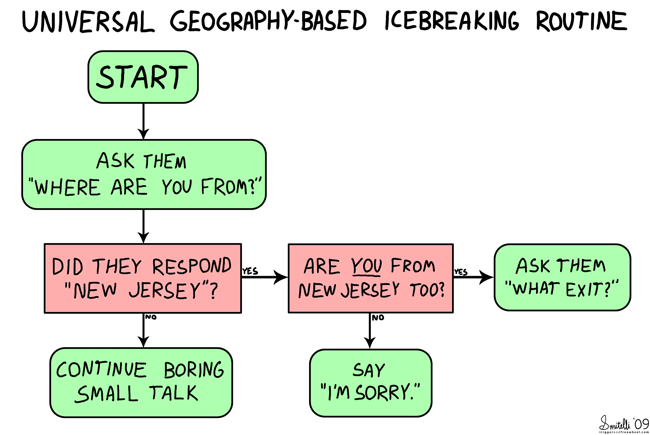 UNIVERSAL GEOGRAPHY-BASED ICEBREAKING ROUTINE
START
ASK THEM
"WHERE ARE YOU FROM?"
DID THEY RESPOND
"NEW JERSEY"?
YES
ARE YOU FROM
NEW JERSEY TOO?
YES
ASK THEM
"WHAT EXIT?"
NO
CONTINUE BORING
SMALL TALK
NO
SAY
"I'M SORRY."
Smitelli '09